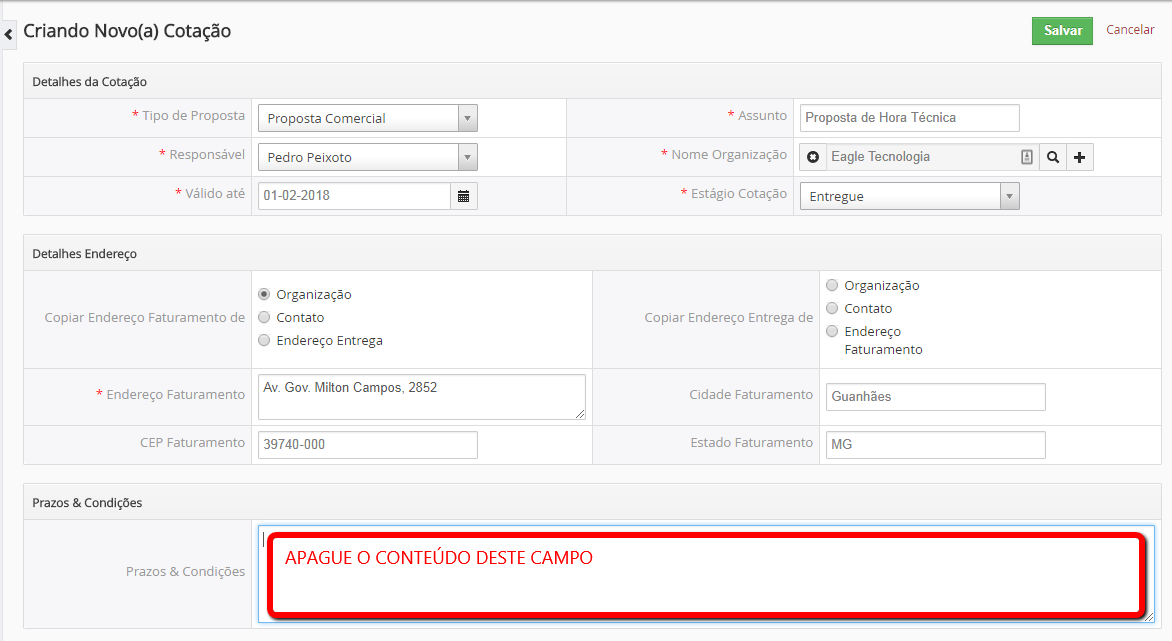 Criando Novo(a) Cotação
Salvar
Cancelar
Detalhes da Cotação
* Tipo de Proposta
Proposta Comercial
* Assunto
Proposta de Hora Técnica
* Responsável
Pedro Peixoto
* Nome Organização
Eagle Tecnologia
* Válido até
01-02-2018
* Estágio Cotação
Entregue
Detalhes Endereço
Copiar Endereço Faturamento de
Organização
Contato
Endereço Entrega
Copiar Endereço Entrega de
Organização
Contato
Endereço
Faturamento
* Endereço Faturamento
Av. Gov. Milton Campos, 2852
Cidade Faturamento
Guanhães
CEP Faturamento
39740-000
Estado Faturamento
MG
Prazos & Condições
Prazos & Condições
APAGUE O CONTEÚDO DESTE CAMPO